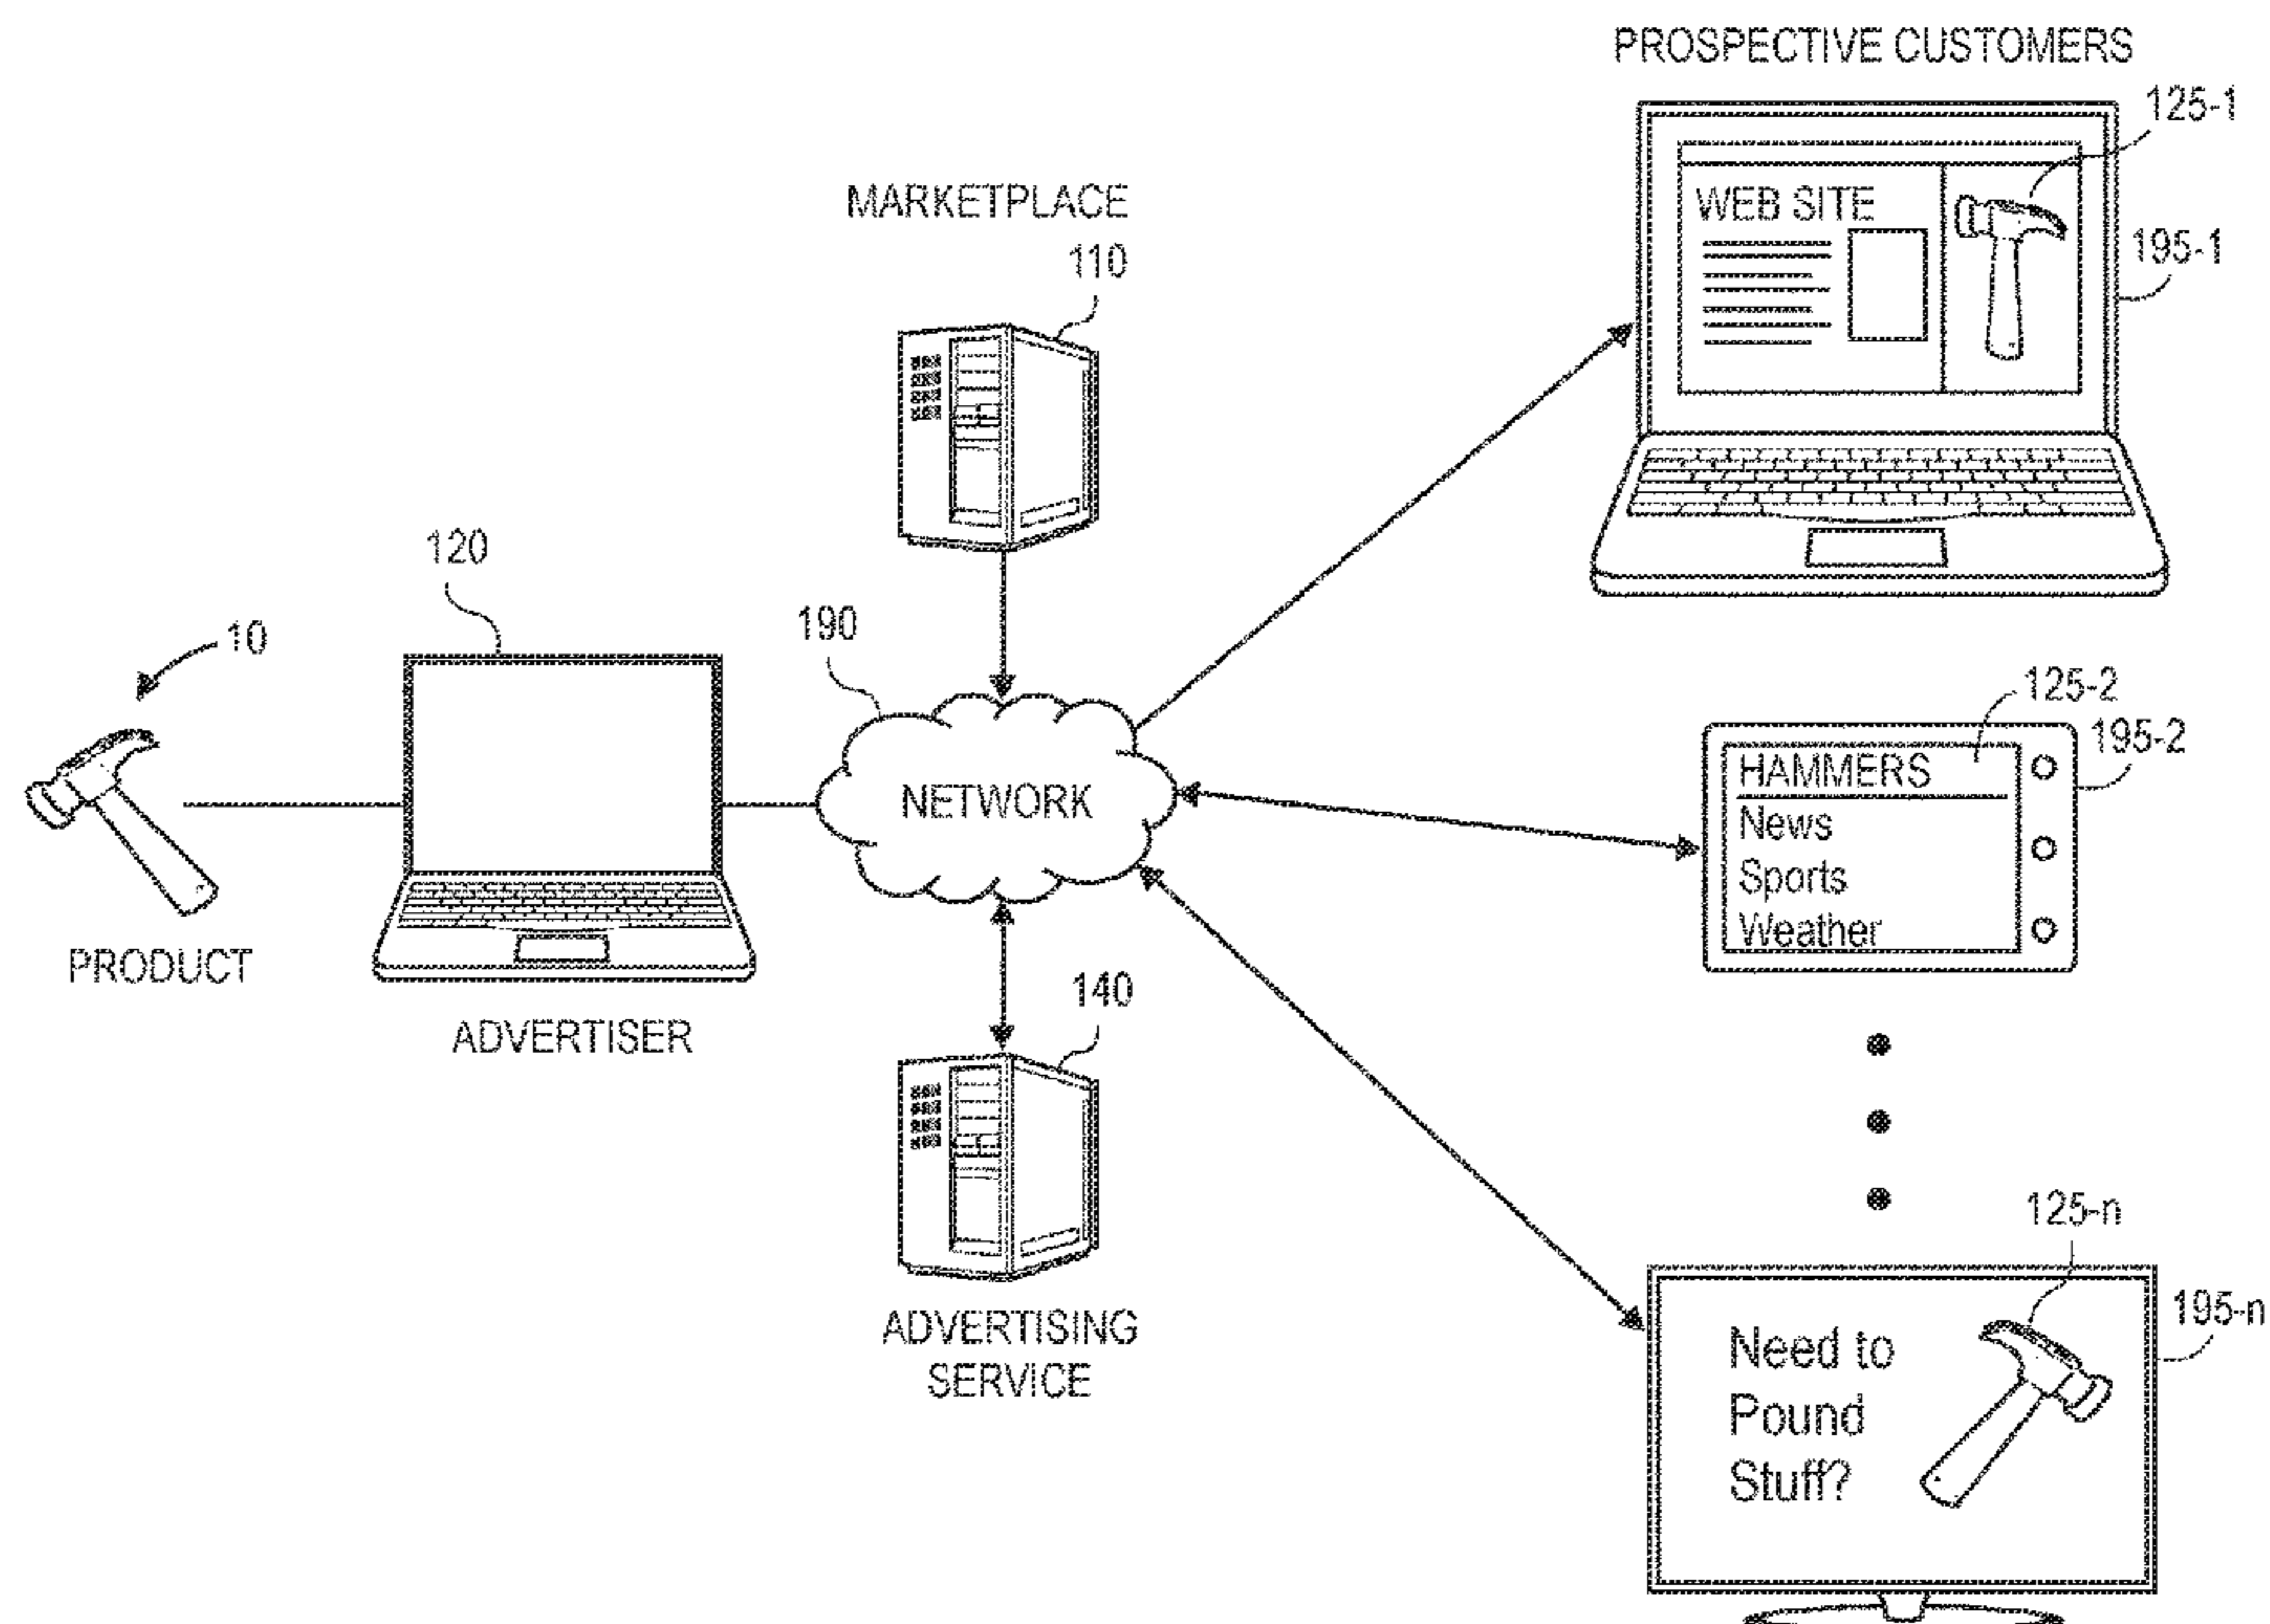 PROSPECTIVE CUSTOMERS
125-1
MARKETPLACE
WEB SITE
110
195-1
120
190
10
125-2
195-2
HAMMERS
NETWORK
News
Sports
Weather
PRODUCT
140
ADVERTISER
125-n
195-n
ADVERTISING
SERVICE
Need to
Pound
Stuff?